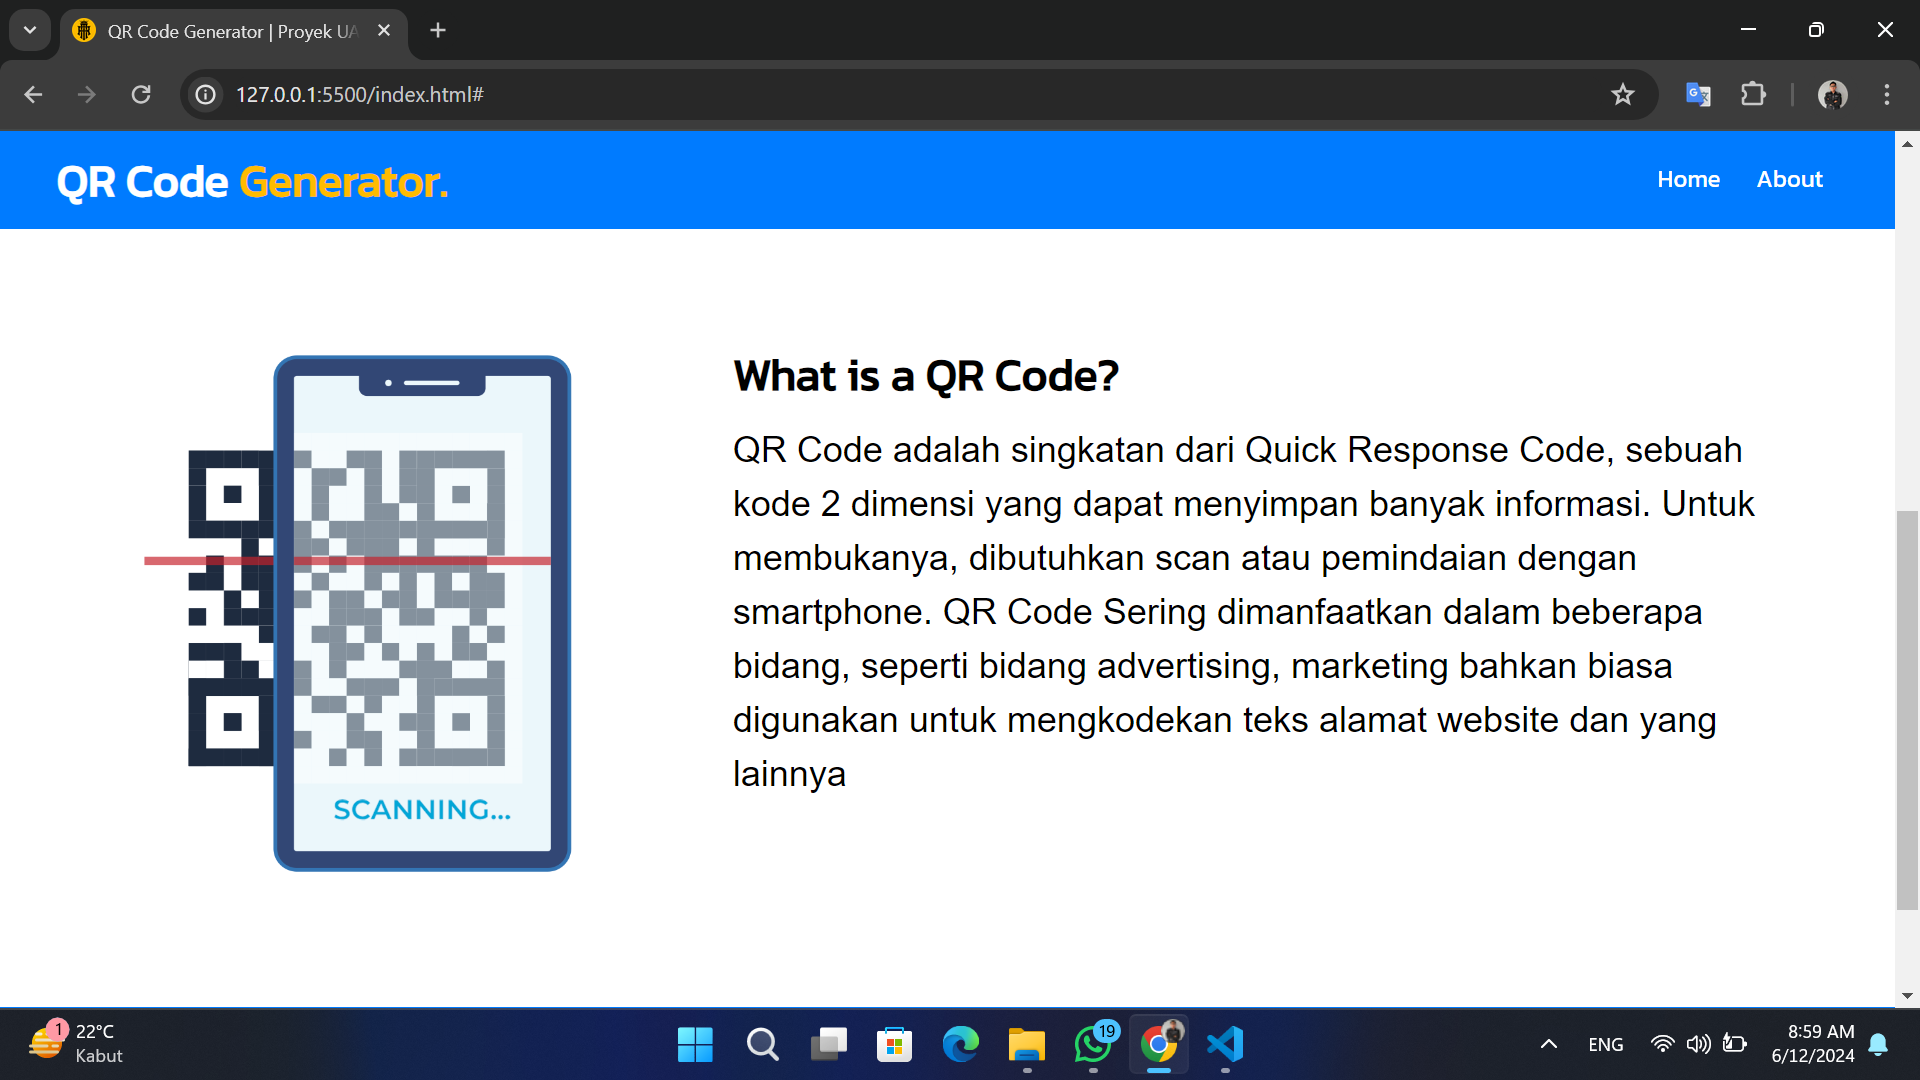 QR Code Generator | Proyek UA
127.0.0.1:5500/index.html#
QR Code Generator.
Home
About
What is a QR Code?
QR Code adalah singkatan dari Quick Response Code, sebuah
kode 2 dimensi yang dapat menyimpan banyak informasi. Untuk
membukanya, dibutuhkan scan atau pemindaian dengan
smartphone. QR Code Sering dimanfaatkan dalam beberapa
bidang, seperti bidang advertising, marketing bahkan biasa
digunakan untuk mengkodekan teks alamat website dan yang
lainnya
SCANNING...
1
22°C
Kabut
19
ENG
8:59 AM
6/12/2024